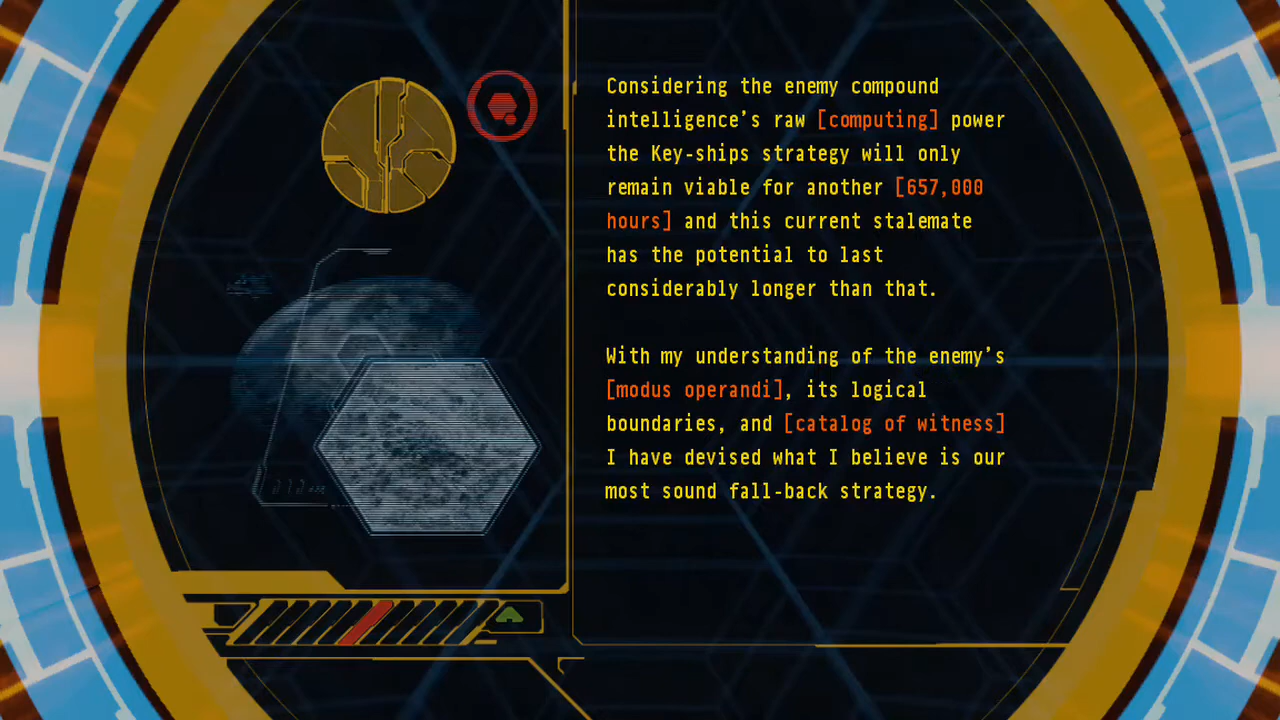 Considering the enemy compound
intelligence’s raw [computing] power
the Key-ships strategy will only
remain viable for another [657,000
hours] and this current stalemate
has the potential to last
considerably longer than that.
With my understanding of the enemy’s
[modus operandi], its logical
boundaries, and [catalog of witness]
I have devised what I believe is our
most sound fall-back strategy.